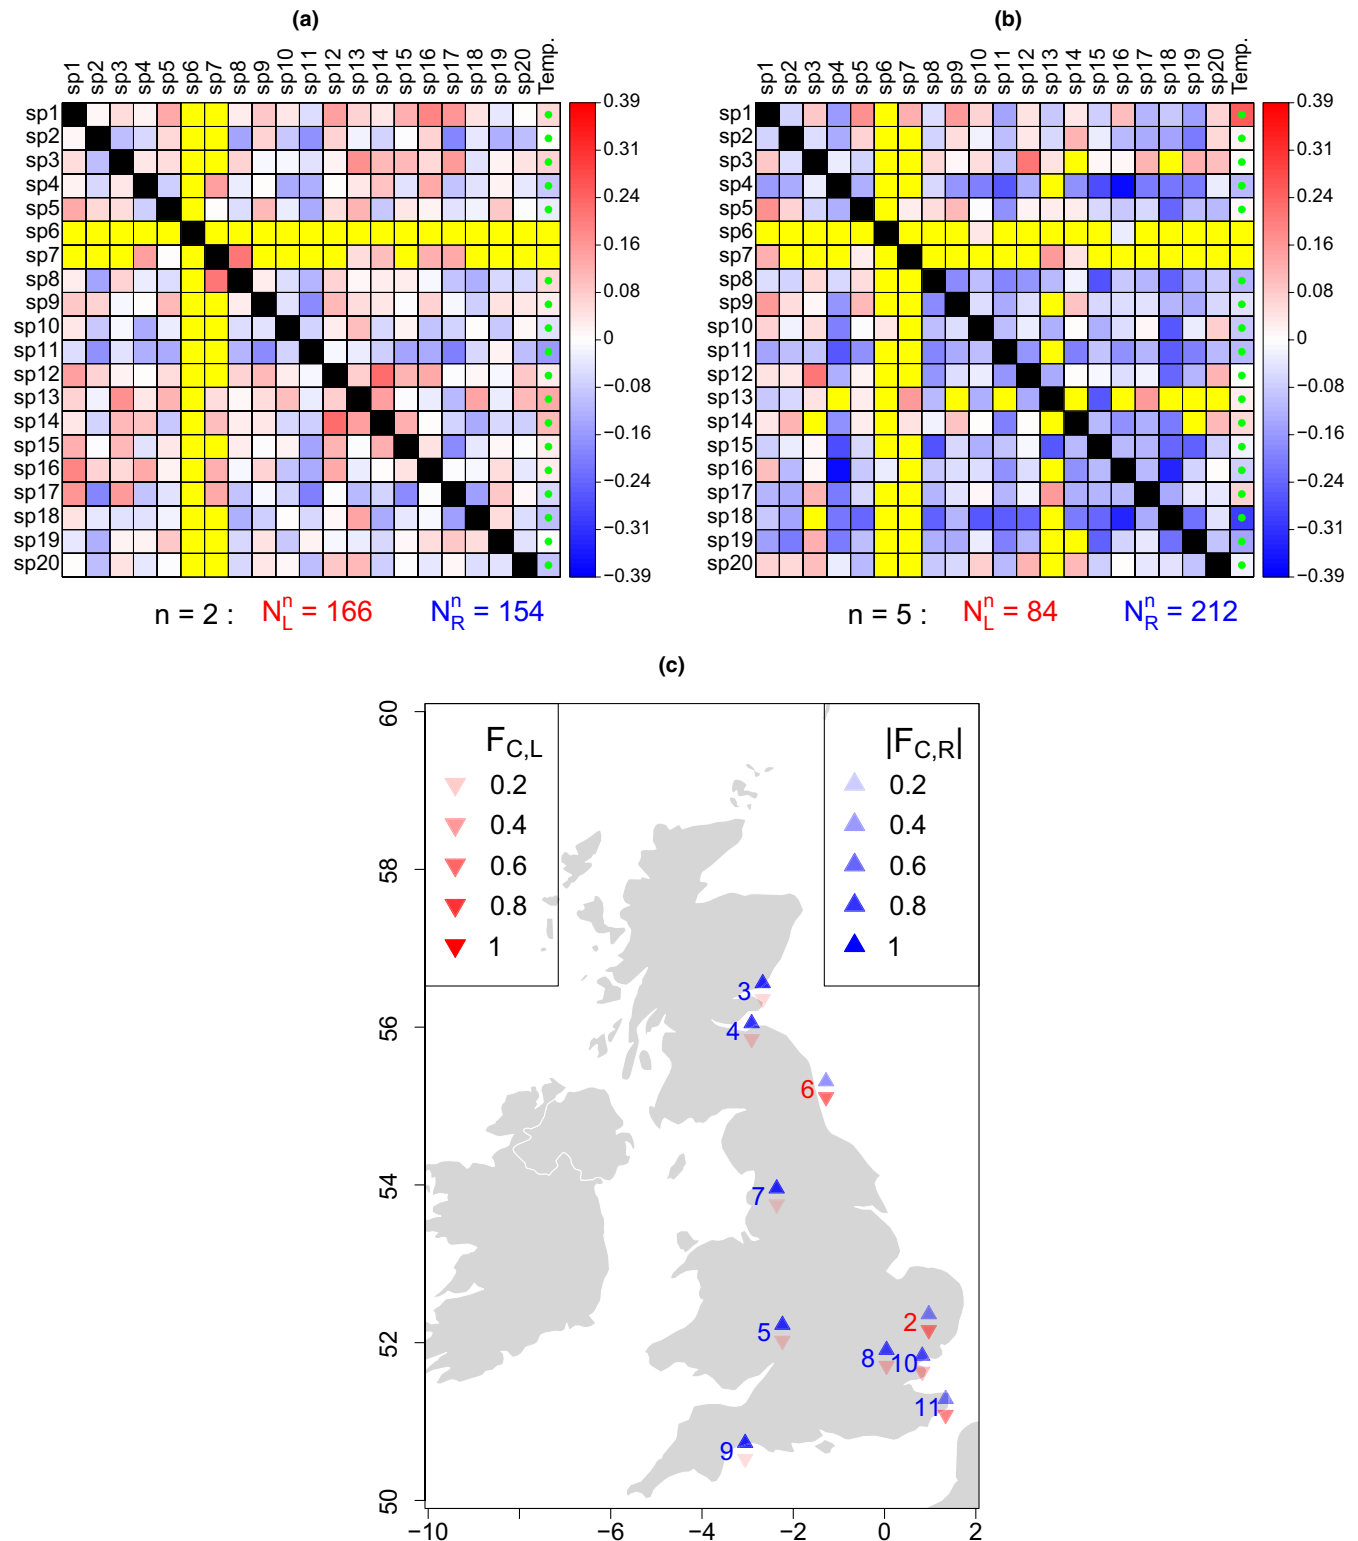 (a)
sp1 sp2 sp3 sp4 sp5 sp6 sp7 sp8 sp9 sp10 sp11 sp12 sp13 sp14 sp15 sp16 sp17 sp18 sp19 sp20 Temp.
sp1
sp2
sp3
sp4
sp5
sp6
sp7
sp8
sp9
sp10
sp11
sp12
sp13
sp14
sp15
sp16
sp17
sp18
sp19
sp20
0.39
0.31
0.24
0.16
0.08
0
−0.08
−0.16
−0.24
−0.31
−0.39
n = 2 : N_L^n = 166 N_R^n = 154
(b)
sp1 sp2 sp3 sp4 sp5 sp6 sp7 sp8 sp9 sp10 sp11 sp12 sp13 sp14 sp15 sp16 sp17 sp18 sp19 sp20 Temp.
sp1
sp2
sp3
sp4
sp5
sp6
sp7
sp8
sp9
sp10
sp11
sp12
sp13
sp14
sp15
sp16
sp17
sp18
sp19
sp20
0.39
0.31
0.24
0.16
0.08
0
−0.08
−0.16
−0.24
−0.31
−0.39
n = 5 : N_L^n = 84 N_R^n = 212
(c)
F_C,L
0.2
0.4
0.6
0.8
1
|F_C,R|
0.2
0.4
0.6
0.8
1
60
58
56
54
52
50
3
4
6
7
2
5
8
10
11
9
−10 −6 −4 −2 0 2